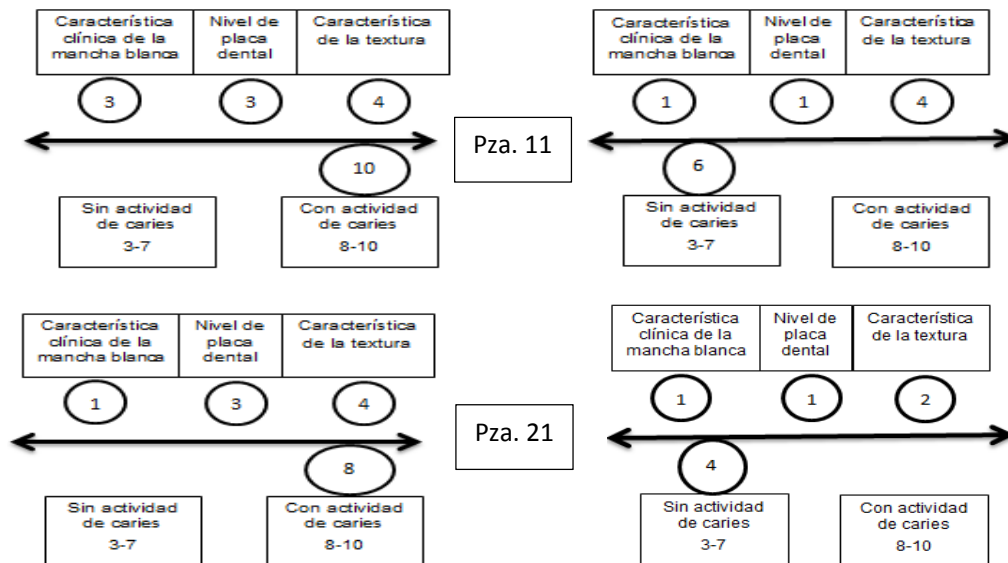 Característica
clínica de la
mancha blanca
Nivel de
placa
dental
Característica
de la textura
3
3
4
10
Sin actividad
de caries
3-7
Con actividad
de caries
8-10
Pza. 11
Característica
clínica de la
mancha blanca
Nivel de
placa
dental
Característica
de la textura
1
1
4
6
Sin actividad
de caries
3-7
Con actividad
de caries
8-10
Característica
clínica de la
mancha blanca
Nivel de
placa
dental
Característica
de la textura
1
3
4
8
Sin actividad
de caries
3-7
Con actividad
de caries
8-10
Pza. 21
Característica
clínica de la
mancha blanca
Nivel de
placa
dental
Característica
de la textura
1
1
2
4
Sin actividad
de caries
3-7
Con actividad
de caries
8-10